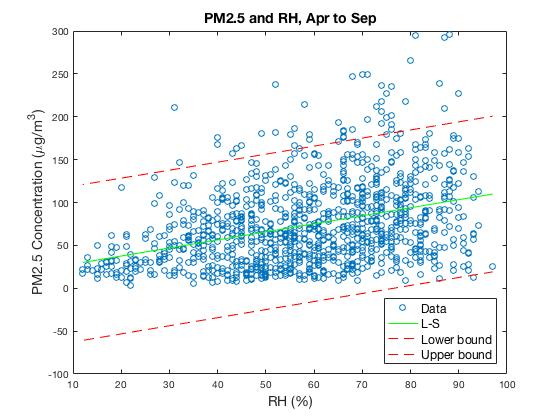 PM2.5 and RH, Apr to Sep
300
250
200
150
100
50
0
-50
-100
PM2.5 Concentration (μg/m³)
10 20 30 40 50 60 70 80 90 100
RH (%)
Data
L-S
Lower bound
Upper bound